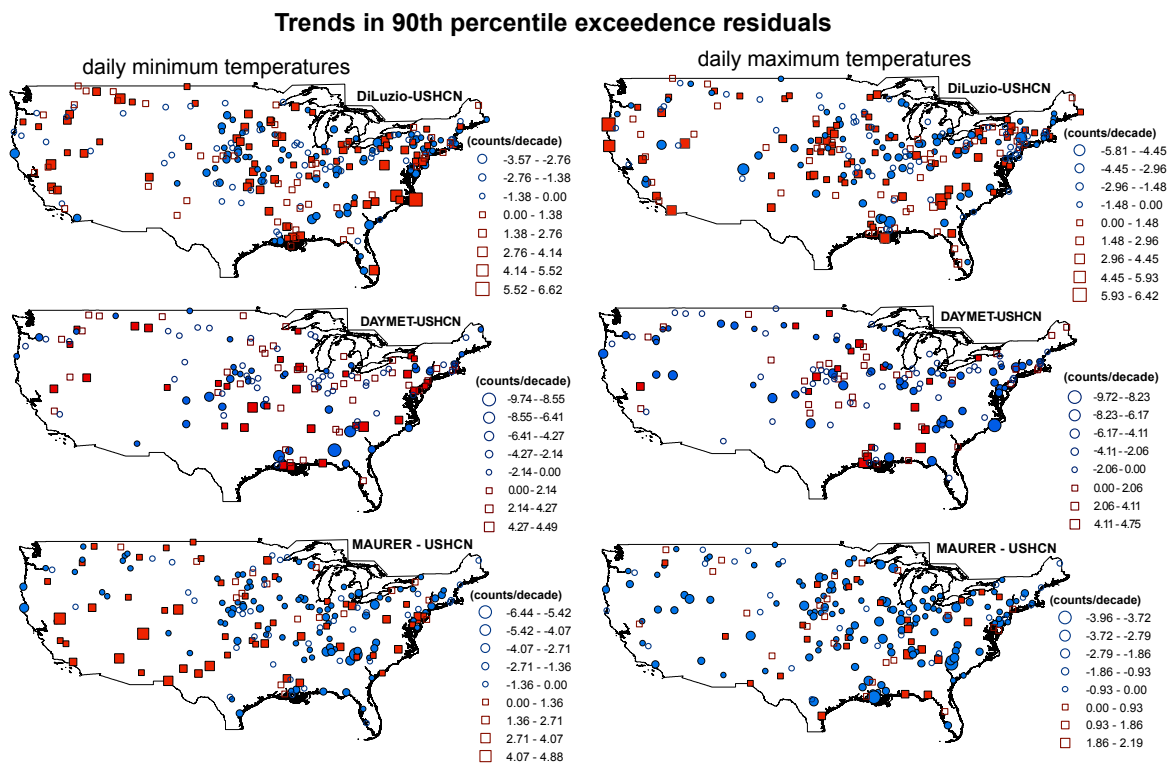 Trends in 90th percentile exceedence residuals
daily minimum temperatures
daily maximum temperatures
DiLuzio-USHCN
(counts/decade)
-3.57 - -2.76
-2.76 - -1.38
-1.38 - 0.00
0.00 - 1.38
1.38 - 2.76
2.76 - 4.14
4.14 - 5.52
5.52 - 6.62
DiLuzio-USHCN
(counts/decade)
-5.81 - -4.45
-4.45 - -2.96
-2.96 - -1.48
-1.48 - 0.00
0.00 - 1.48
1.48 - 2.96
2.96 - 4.45
4.45 - 5.93
5.93 - 6.42
DAYMET-USHCN
(counts/decade)
-9.74 - -8.55
-8.55 - -6.41
-6.41 - -4.27
-4.27 - -2.14
-2.14 - 0.00
0.00 - 2.14
2.14 - 4.27
4.27 - 4.49
DAYMET-USHCN
(counts/decade)
-9.72 - -8.23
-8.23 - -6.17
-6.17 - -4.11
-4.11 - -2.06
-2.06 - 0.00
0.00 - 2.06
2.06 - 4.11
4.11 - 4.75
MAURER - USHCN
(counts/decade)
-6.44 - -5.42
-5.42 - -4.07
-4.07 - -2.71
-2.71 - -1.36
-1.36 - 0.00
0.00 - 1.36
1.36 - 2.71
2.71 - 4.07
4.07 - 4.88
MAURER - USHCN
(counts/decade)
-3.96 - -3.72
-3.72 - -2.79
-2.79 - -1.86
-1.86 - -0.93
-0.93 - 0.00
0.00 - 0.93
0.93 - 1.86
1.86 - 2.19